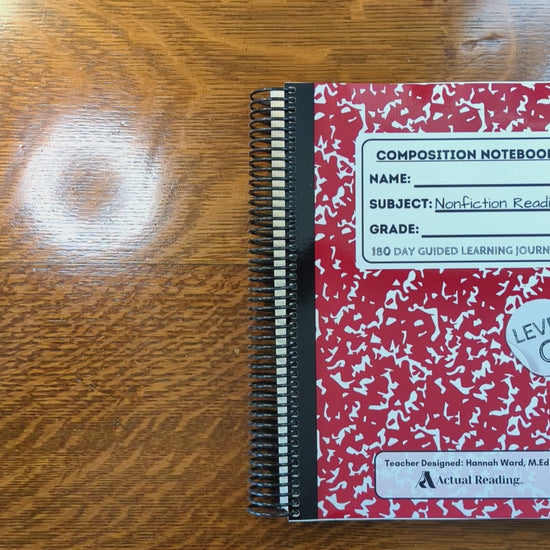 COMPOSITION NOTEBOOK
NAME:
SUBJECT: Nonfiction Readi
GRADE:
180 DAY GUIDED LEARNING JOURN
LEVE
Teacher Designed: Hannah Ward, M.Ed
Actual Reading